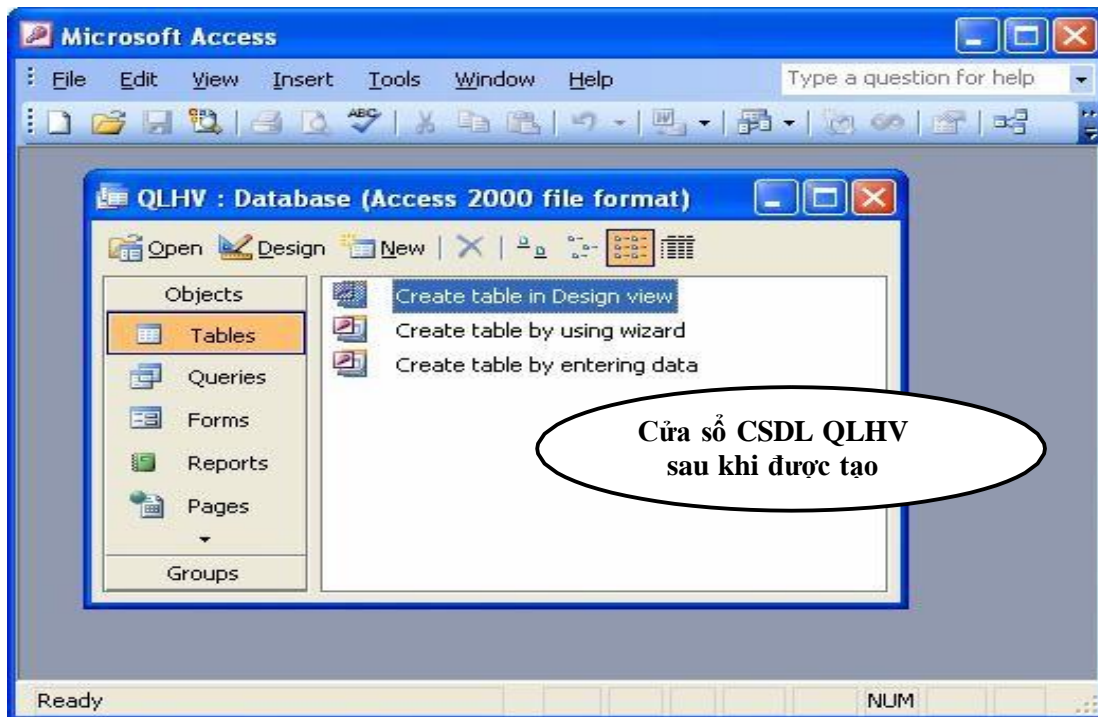 Microsoft Access
File Edit View Insert Tools Window Help Type a question for help
QLHV : Database (Access 2000 file format)
Open Design New
Objects
Tables
Queries
Forms
Reports
Pages
Groups
Create table in Design view
Create table by using wizard
Create table by entering data
Cửa sổ CSDL QLHV
sau khi được tạo
Ready NUM